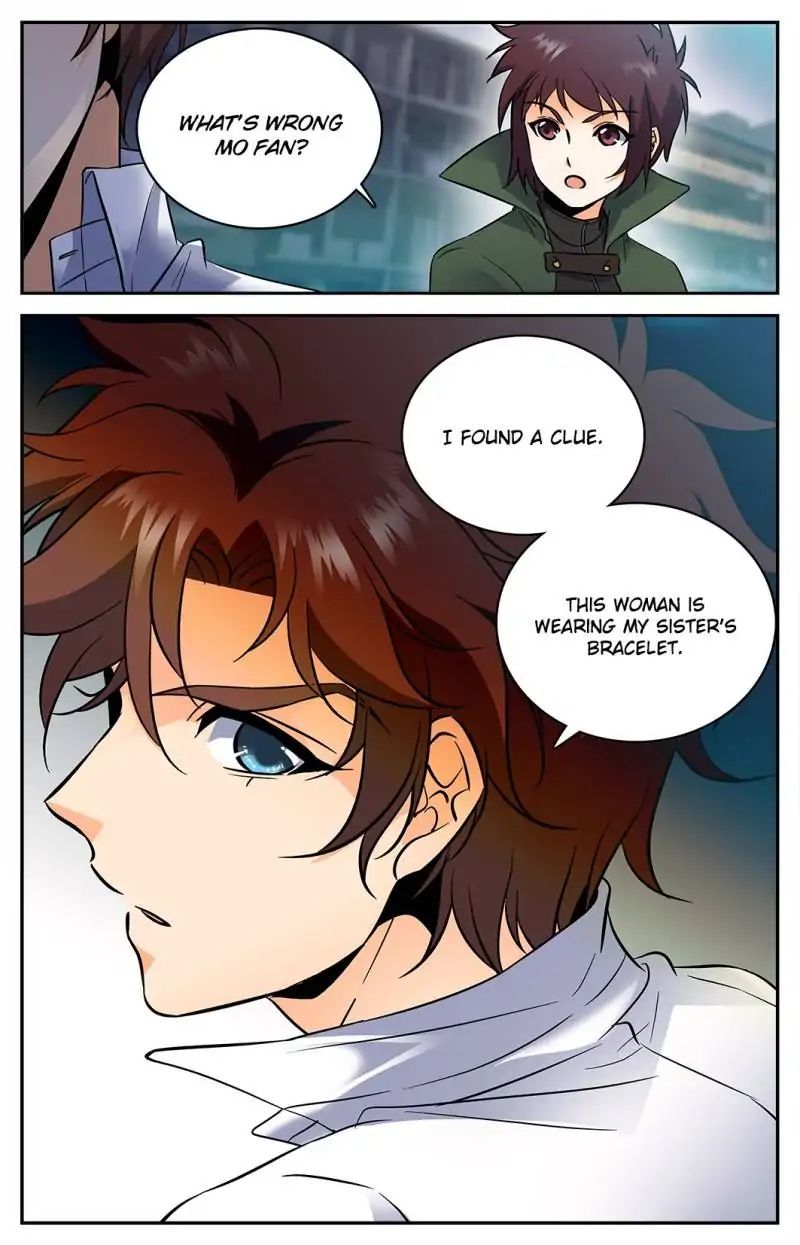 WHAT'S WRONG
MO FAN?
I FOUND A CLUE.
THIS WOMAN IS
WEARING MY SISTER'S
BRACELET.